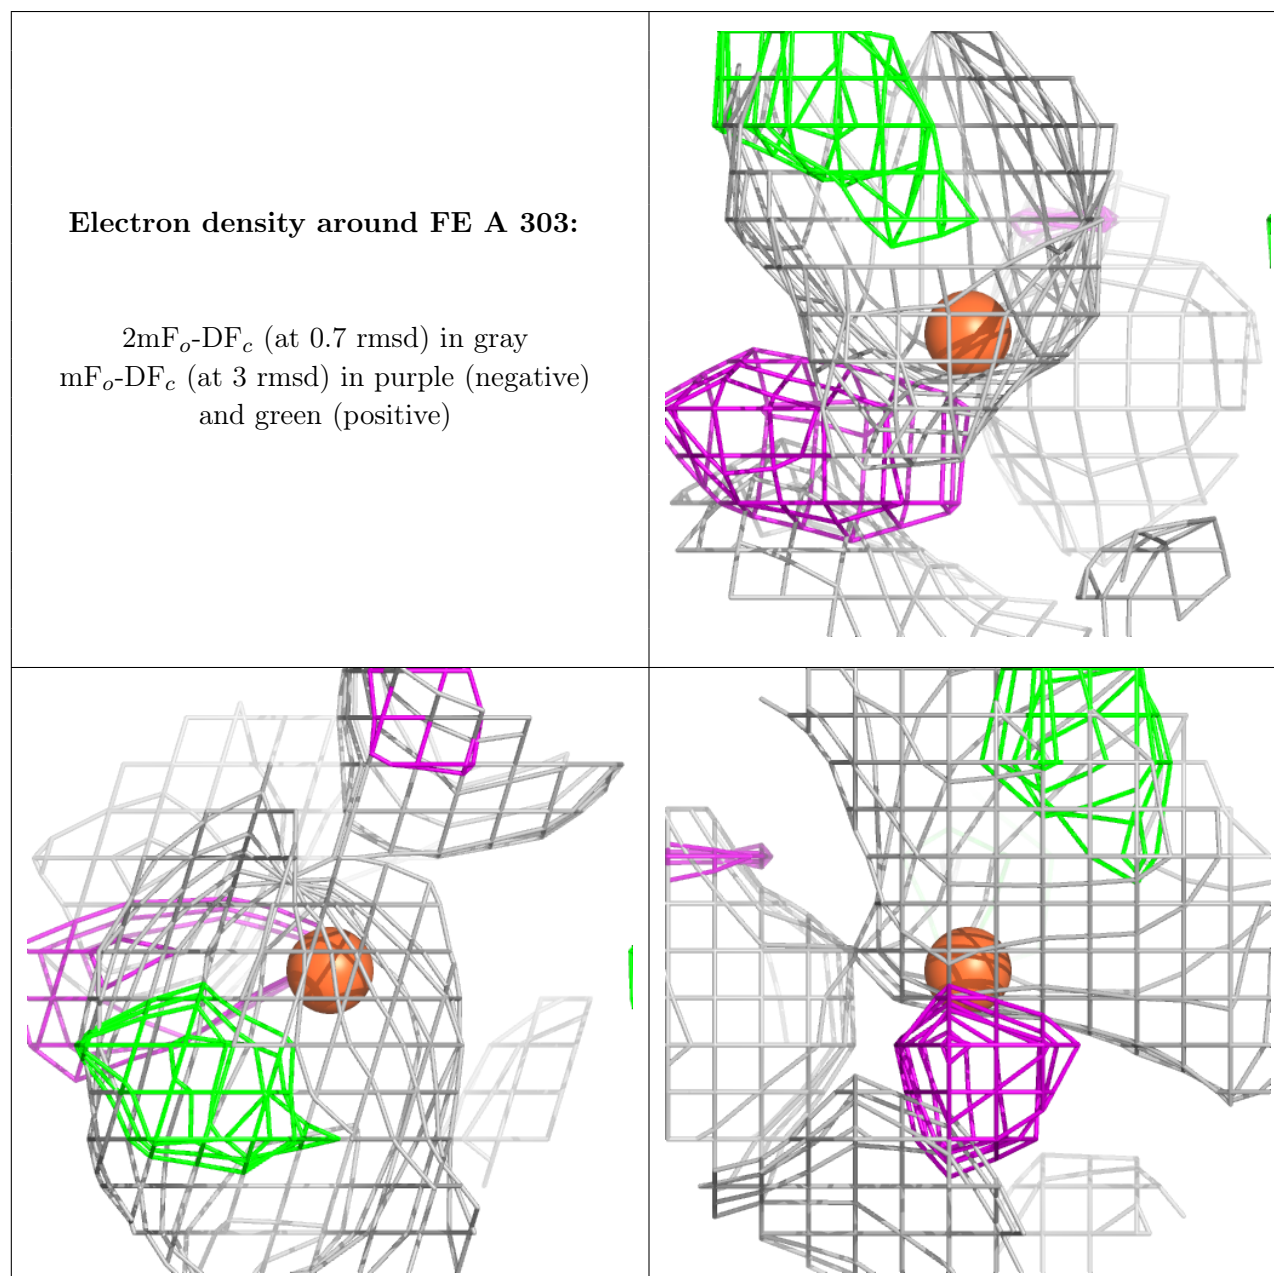 Electron density around FE A 303:
2mFo-DFc (at 0.7 rmsd) in gray
mFo-DFc (at 3 rmsd) in purple (negative)
and green (positive)